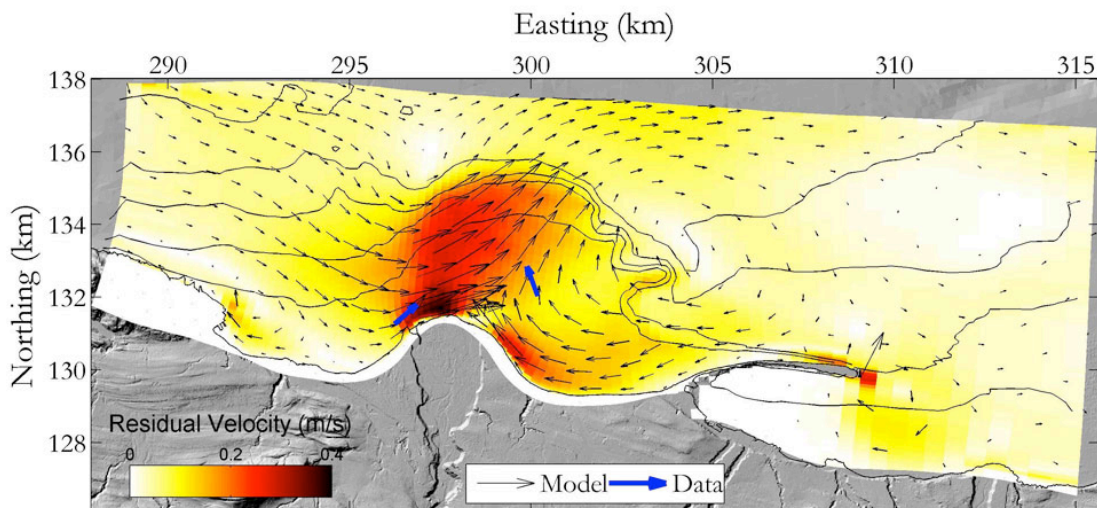 Easting (km)
290 295 300 305 310 315
138
136
134
132
130
128
Northing (km)
Residual Velocity (m/s)
0 0.2 0.4
Model Data